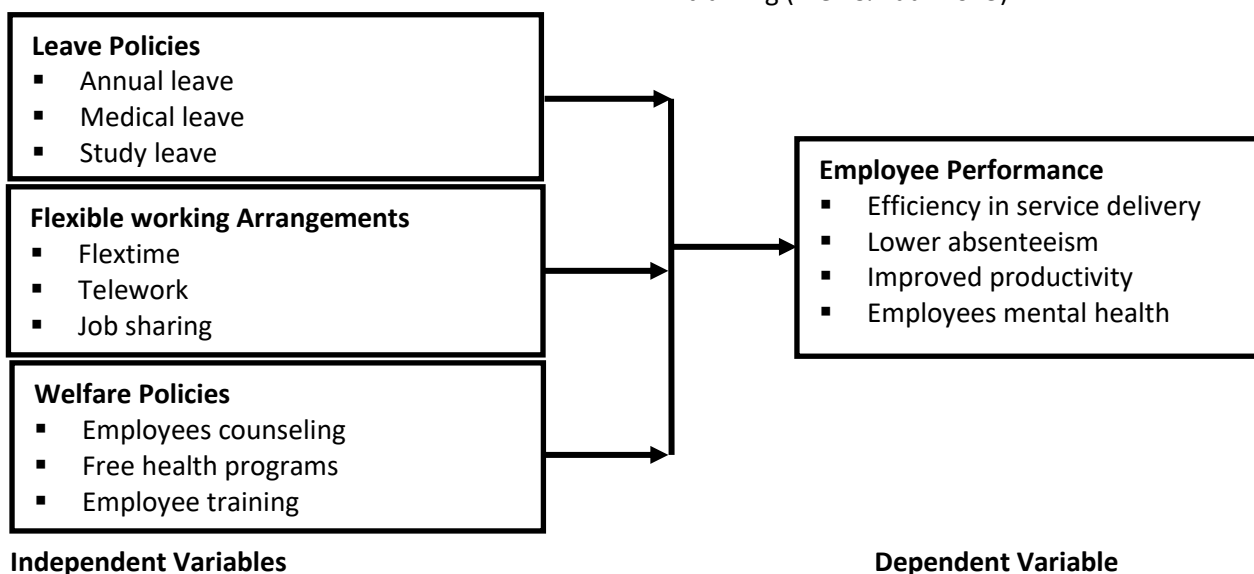 Leave Policies
▪ Annual leave
▪ Medical leave
▪ Study leave
Flexible working Arrangements
▪ Flextime
▪ Telework
▪ Job sharing
Welfare Policies
▪ Employees counseling
▪ Free health programs
▪ Employee training
Employee Performance
▪ Efficiency in service delivery
▪ Lower absenteeism
▪ Improved productivity
▪ Employees mental health
Independent Variables
Dependent Variable